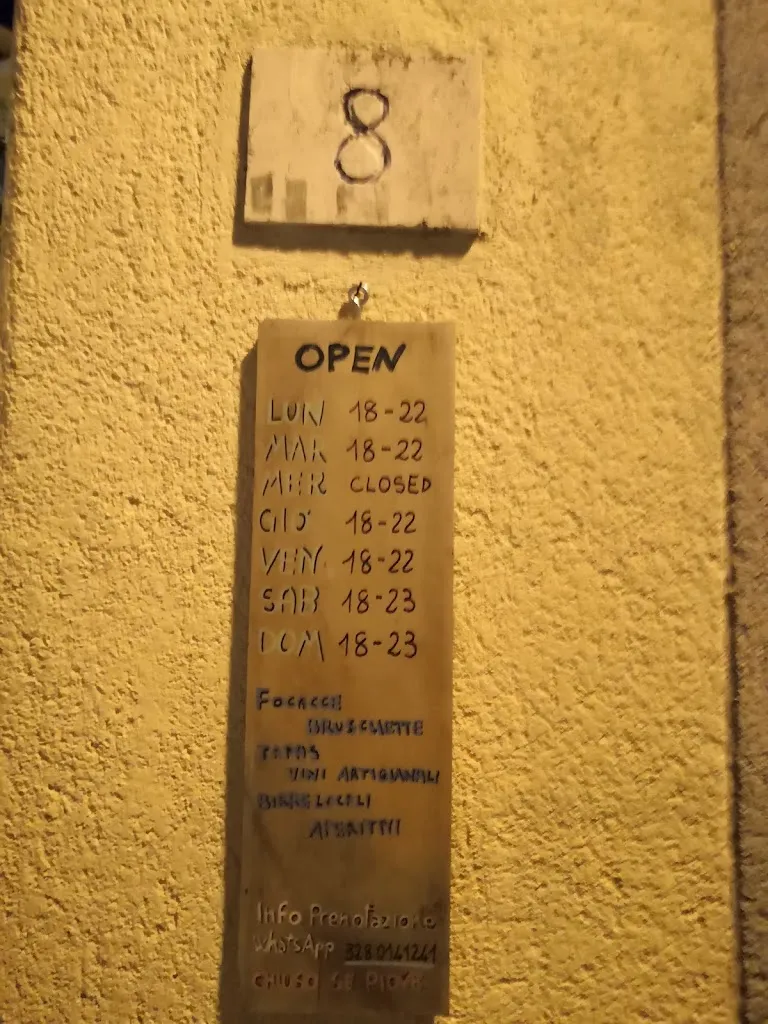 8
OPEN
LUN 18-22
MAR 18-22
MER CLOSED
GIO 18-22
VEN 18-22
SAB 18-23
DOM 18-23
FOCACCE
BRUSCHETTE
TAPAS
VINI ARTIGIANALI
BIRRE LOCALI
APERITIVI
Info Prenotazione
WhatsApp 328 0141241
CHIUSO SE PIOVE